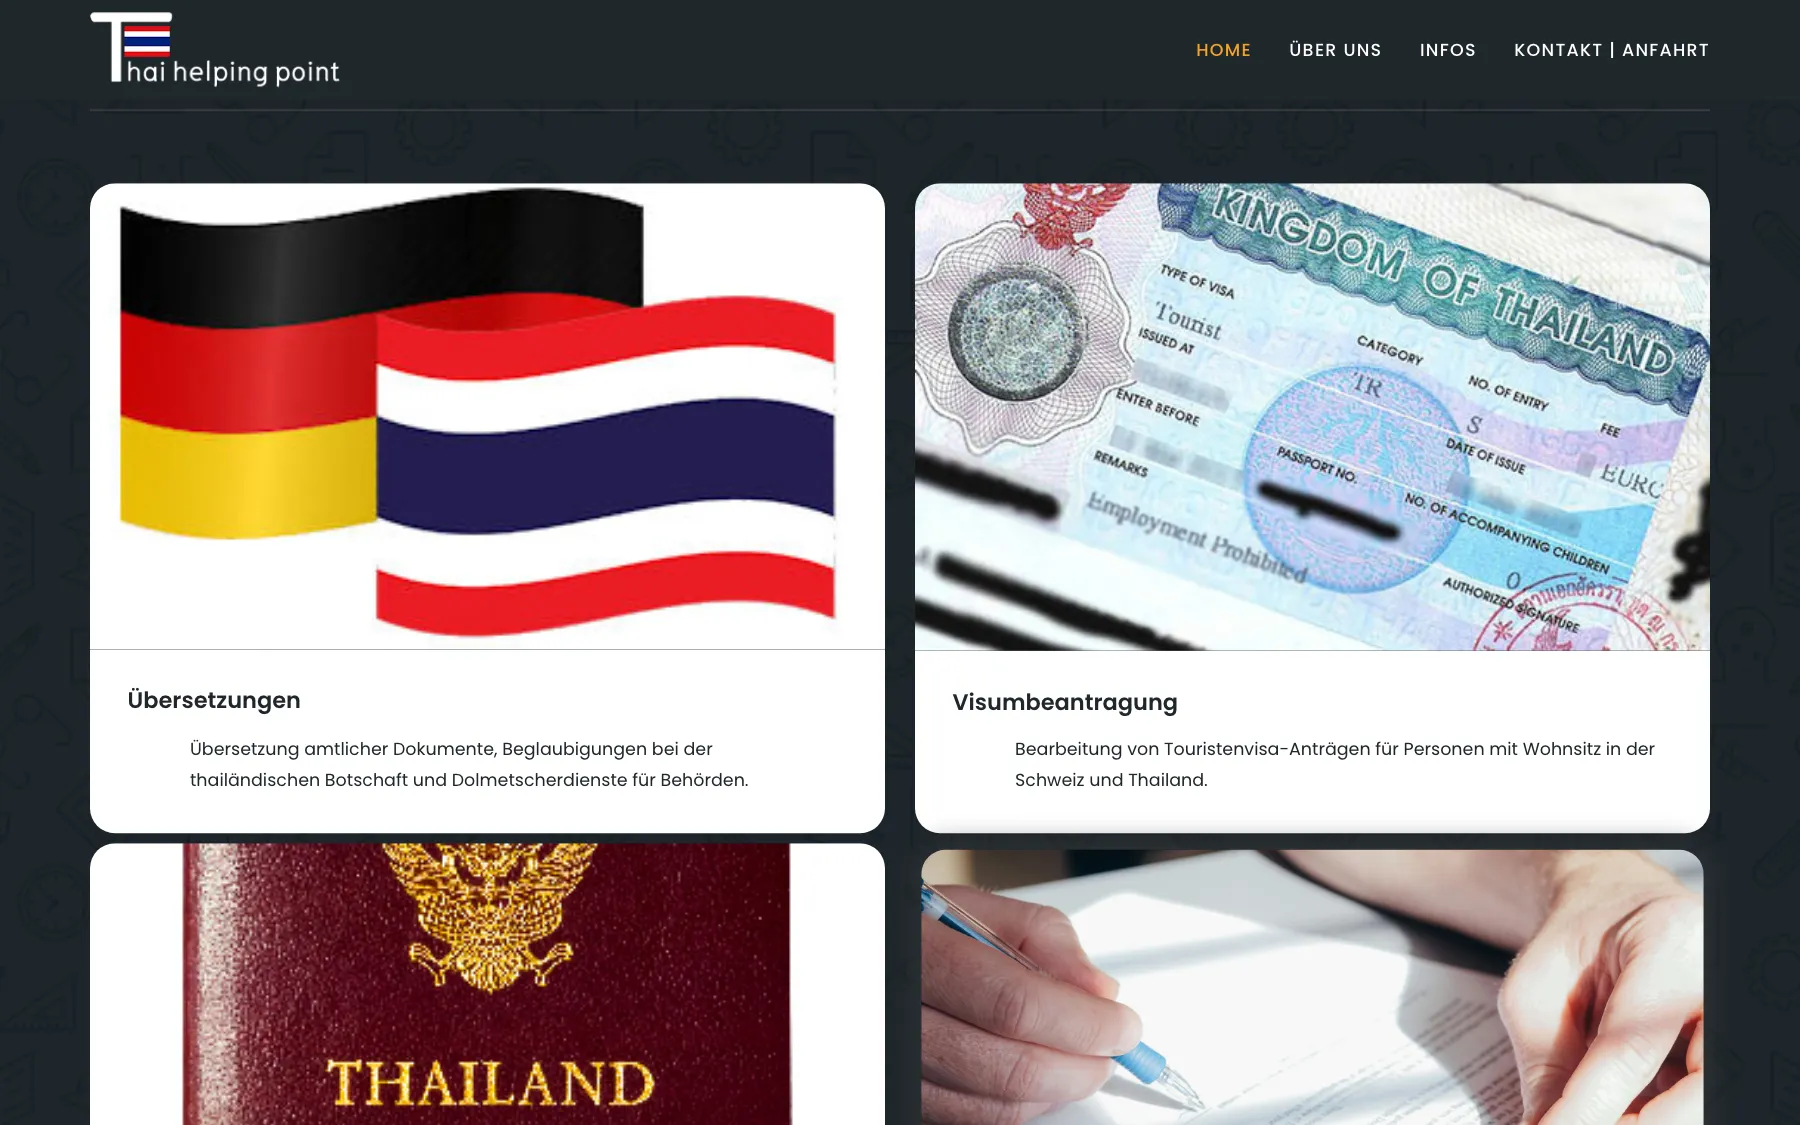 Thai helping point
HOME
ÜBER UNS
INFOS
KONTAKT | ANFAHRT
KINGDOM OF THAILAND
TYPE OF VISA
Tourist
ISSUED AT
CATEGORY
TR
NO. OF ENTRY
S
FEE
ENTER BEFORE
DATE OF ISSUE
EURO
REMARKS
PASSPORT NO.
Employment Prohibited
NO. OF ACCOMPANYING CHILDREN
0
AUTHORIZED SIGNATURE
Übersetzungen
Übersetzung amtlicher Dokumente, Beglaubigungen bei der
thailändischen Botschaft und Dolmetscherdienste für Behörden.
Visumbeantragung
Bearbeitung von Touristenvisa-Anträgen für Personen mit Wohnsitz in der
Schweiz und Thailand.
THAILAND